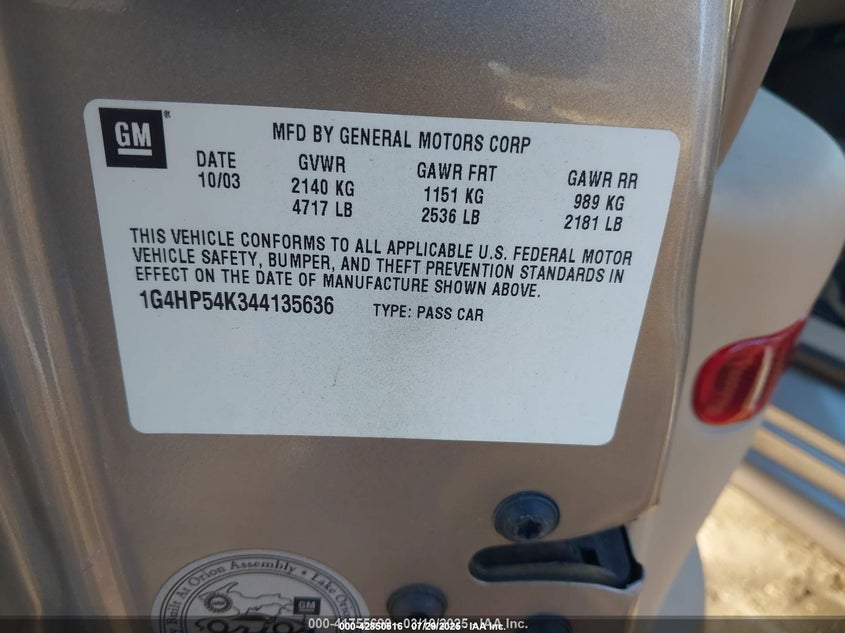 GM
MFD BY GENERAL MOTORS CORP
DATE GVWR GAWR FRT GAWR RR
10/03 2140 KG 1151 KG 989 KG
4717 LB 2536 LB 2181 LB
THIS VEHICLE CONFORMS TO ALL APPLICABLE U.S. FEDERAL MOTOR
VEHICLE SAFETY, BUMPER, AND THEFT PREVENTION STANDARDS IN
EFFECT ON THE DATE OF MANUFACTURE SHOWN ABOVE.
1G4HP54K344135636 TYPE: PASS CAR
Built At Orion Assembly • Lake
GM